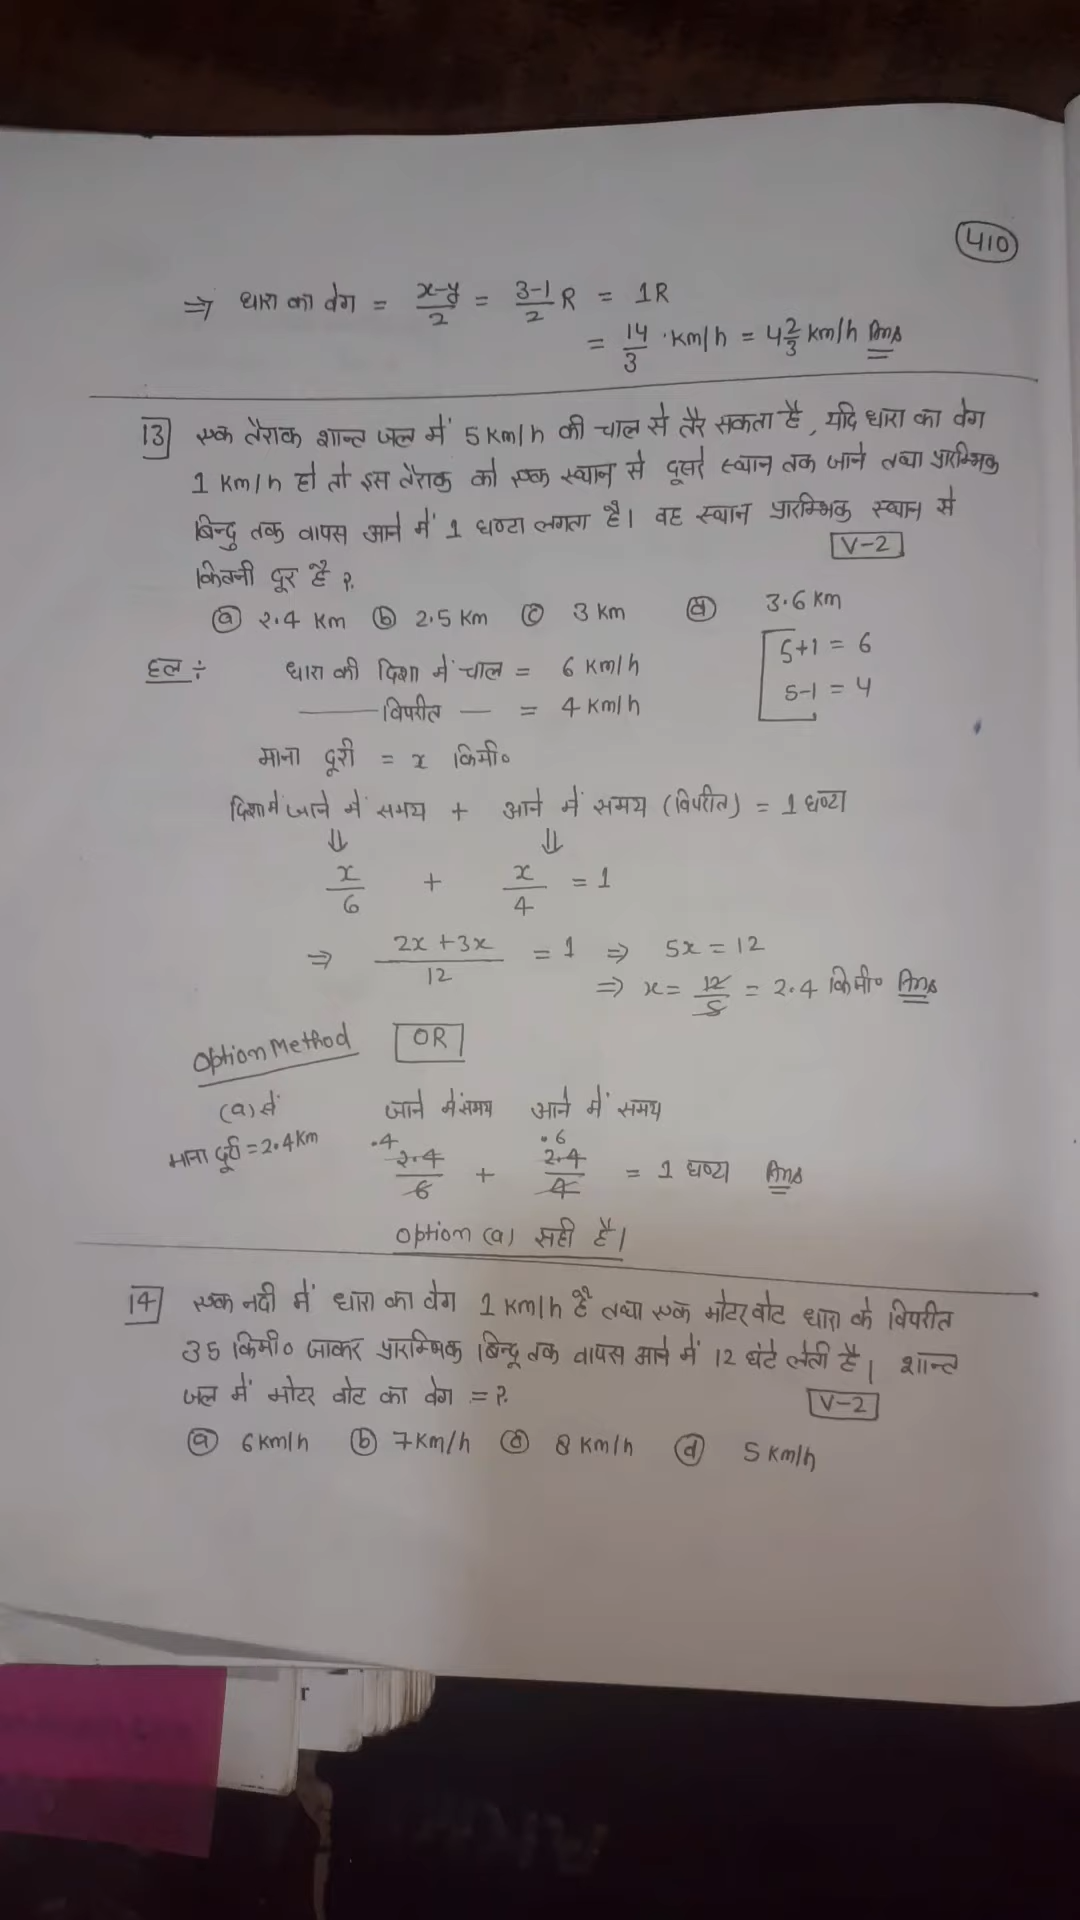 410
⇒ धारा का वेग = x-y/2 = 3-1/2 R = 1R
= 14/3 km/h = 4 2/3 km/h Ans
13] एक तैराक शान्त जल में 5 Km/h की चाल से तैर सकता है, यदि धारा का वेग
1 Km/h हो तो इस तैराक को एक स्थान से दूसरे स्थान तक जाने तथा प्रारम्भिक
बिन्दु तक वापस आने में 1 घण्टा लगता है। वह स्थान प्रारम्भिक स्थान से
कितनी दूर है ?. V-2
(a) 2.4 Km (b) 2.5 Km (c) 3 Km (d) 3.6 Km
हल ÷ धारा की दिशा में चाल = 6 Km/h 5+1 = 6
—— विपरीत — = 4 Km/h 5-1 = 4
माना दूरी = x किमी०
दिशा में जाने में समय + आने में समय (विपरीत) = 1 घण्टा
⇓ ⇓
x/6 + x/4 = 1
⇒ 2x+3x/12 = 1 ⇒ 5x = 12
⇒ x = 12/5 = 2.4 किमी० Ans
Option Method OR
(a) से जाने में समय आने में समय
माना दूरी = 2.4 Km .4 .6
2.4/6 + 2.4/4 = 1 घण्टा Ans
option (a) सही है।
14] एक नदी में धारा का वेग 1 Km/h है तथा एक मोटर वोट धारा के विपरीत
35 किमी० जाकर प्रारम्भिक बिन्दु तक वापस आने में 12 घंटे लेती है। शान्त
जल में मोटर वोट का वेग = ?. V-2
(a) 6 Km/h (b) 7 Km/h (c) 8 Km/h (d) 5 Km/h
r